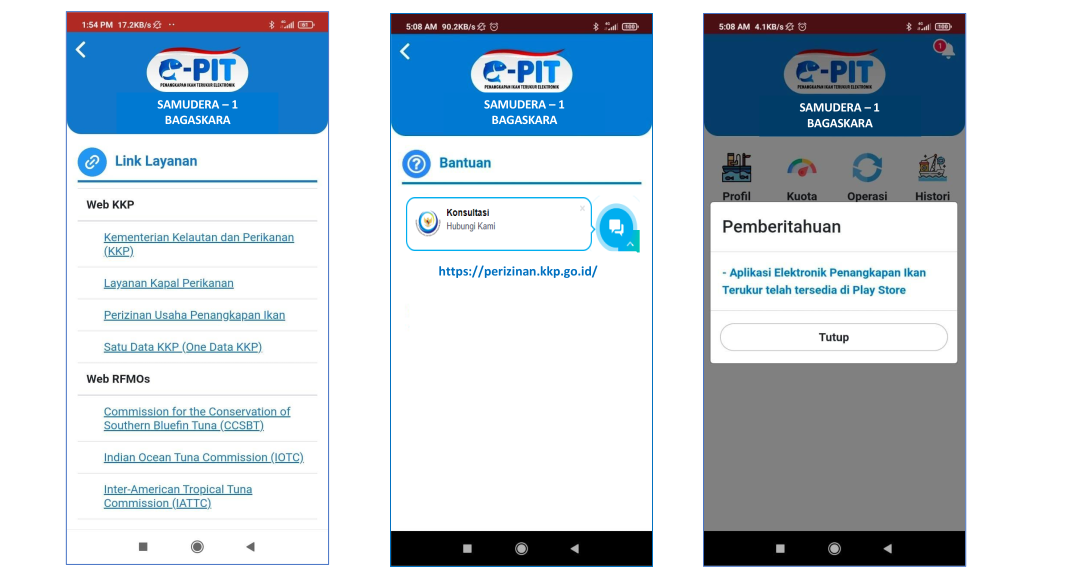 1:54 PM 17.2KB/s
e-PIT
PENANGKAPAN IKAN TERUKUR ELEKTRONIK
SAMUDERA – 1
BAGASKARA
Link Layanan
Web KKP
Kementerian Kelautan dan Perikanan
(KKP)
Layanan Kapal Perikanan
Perizinan Usaha Penangkapan Ikan
Satu Data KKP (One Data KKP)
Web RFMOs
Commission for the Conservation of
Southern Bluefin Tuna (CCSBT)
Indian Ocean Tuna Commission (IOTC)
Inter-American Tropical Tuna
Commission (IATTC)
5:08 AM 90.2KB/s
100
e-PIT
PENANGKAPAN IKAN TERUKUR ELEKTRONIK
SAMUDERA – 1
BAGASKARA
Bantuan
Konsultasi
Hubungi Kami
https://perizinan.kkp.go.id/
5:08 AM 4.1KB/s
100
1
e-PIT
PENANGKAPAN IKAN TERUKUR ELEKTRONIK
SAMUDERA – 1
BAGASKARA
Profil Kuota Operasi Histori
Pemberitahuan
- Aplikasi Elektronik Penangkapan Ikan
Terukur telah tersedia di Play Store
Tutup